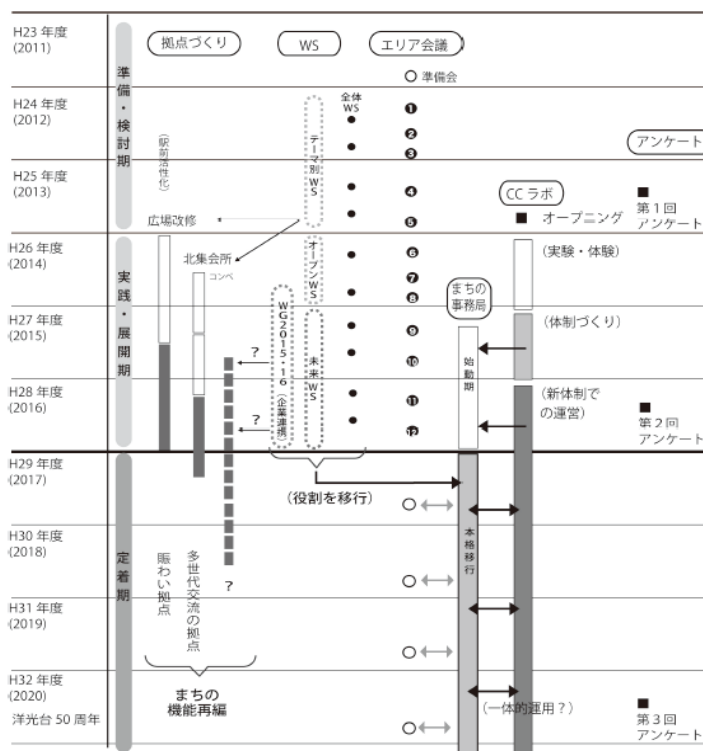 H23 年度
(2011)
拠点づくり
WS
エリア会議
準備会
準備・検討期
H24 年度
(2012)
全体
WS
❶
❷
❸
テーマ別WS
(駅前活性化)
アンケート
H25 年度
(2013)
❹
❺
CC ラボ
オープニング
第1回
アンケート
広場改修
H26 年度
(2014)
北集会所
コンペ
オープンWS
❻
❼
❽
まちの
事務局
(実験・体験)
実践・展開期
H27 年度
(2015)
WG2015・16(企業連携)
未来WS
?
❾
❿
始動期
(体制づくり)
H28 年度
(2016)
?
⓫
⓬
(新体制で
の運営)
第2回
アンケート
H29 年度
(2017)
(役割を移行)
定着期
H30 年度
(2018)
賑わい拠点
多世代交流の拠点
?
本格移行
H31 年度
(2019)
まちの
機能再編
H32 年度
(2020)
洋光台 50 周年
(一体的運用?)
第3回
アンケート